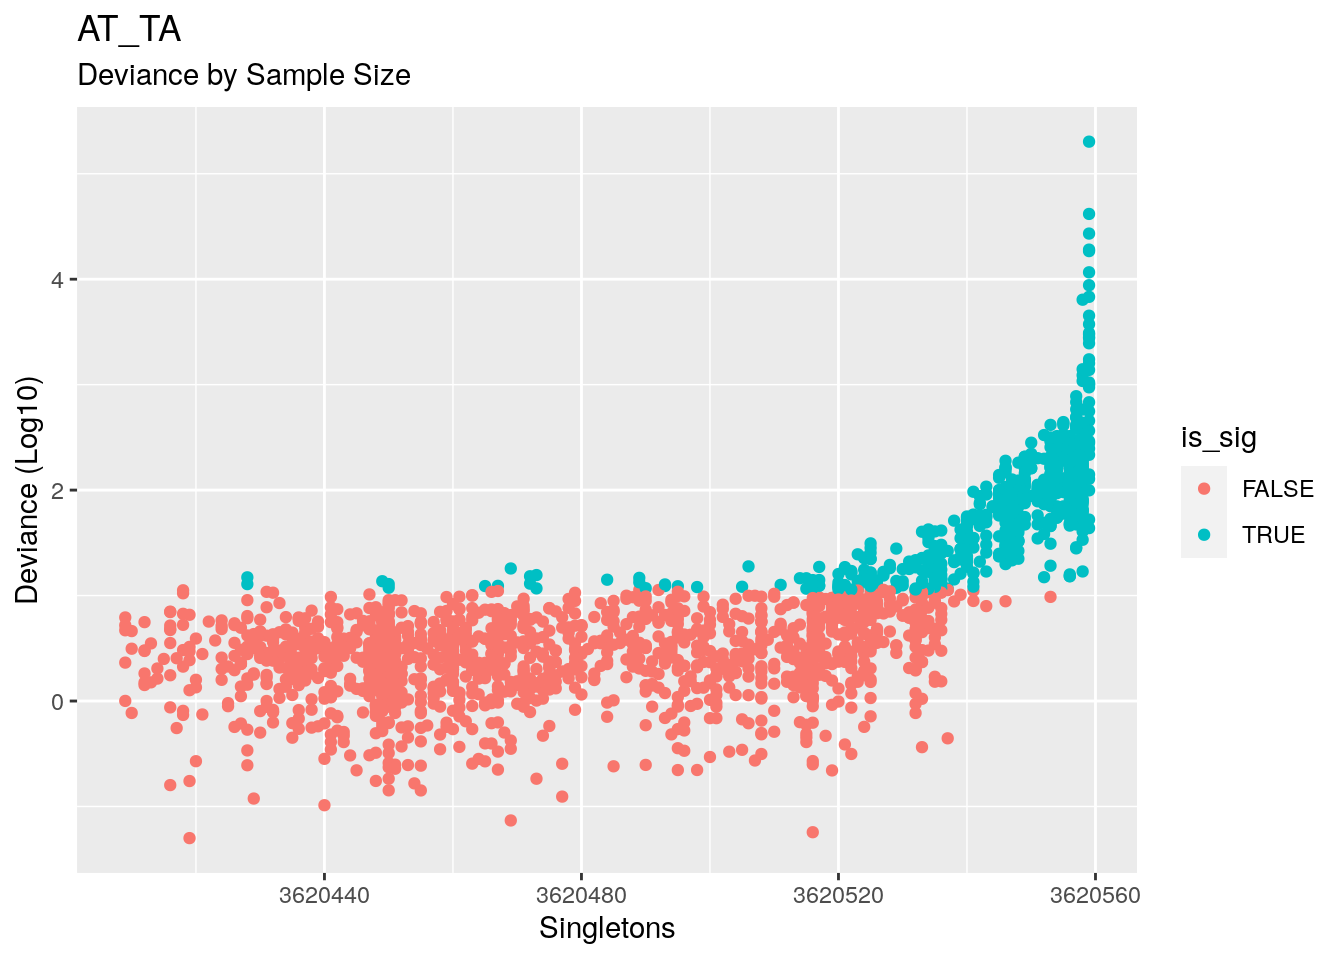 AT_TA
Deviance by Sample Size
Deviance (Log10)
4
2
0
3620440
3620480
3620520
3620560
Singletons
is_sig
FALSE
TRUE